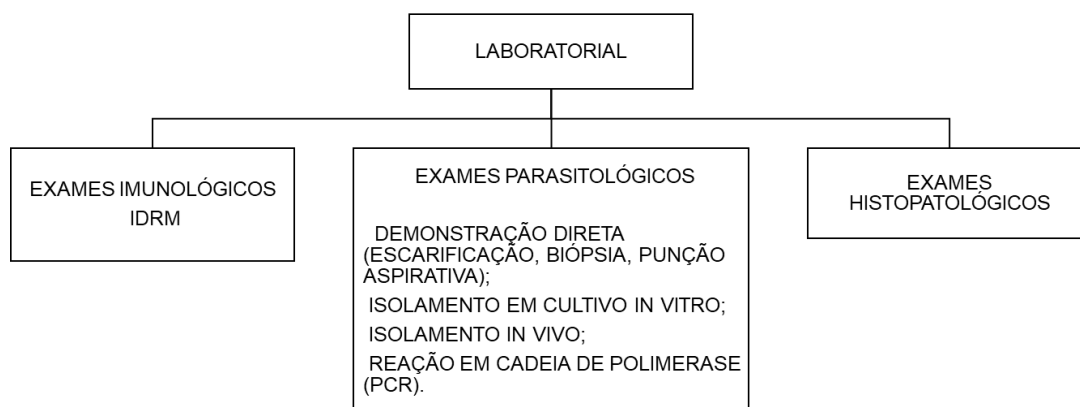 LABORATORIAL
EXAMES IMUNOLÓGICOS
IDRM
EXAMES PARASITOLÓGICOS
DEMONSTRAÇÃO DIRETA
(ESCARIFICAÇÃO, BIÓPSIA, PUNÇÃO
ASPIRATIVA);
ISOLAMENTO EM CULTIVO IN VITRO;
ISOLAMENTO IN VIVO;
REAÇÃO EM CADEIA DE POLIMERASE
(PCR).
EXAMES
HISTOPATOLÓGICOS